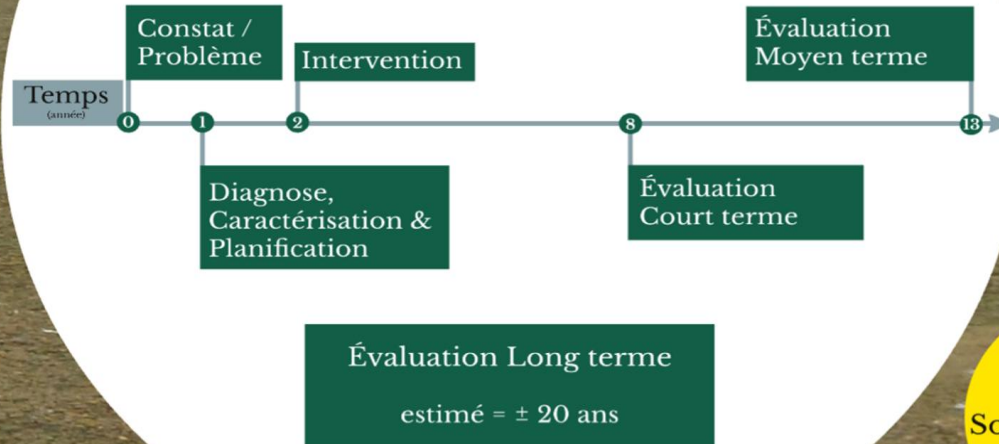 Constat /
Problème
Intervention
Évaluation
Moyen terme
Temps
(année)
0
1
2
8
13
Diagnose,
Caractérisation &
Planification
Évaluation
Court terme
Évaluation Long terme
estimé = ± 20 ans